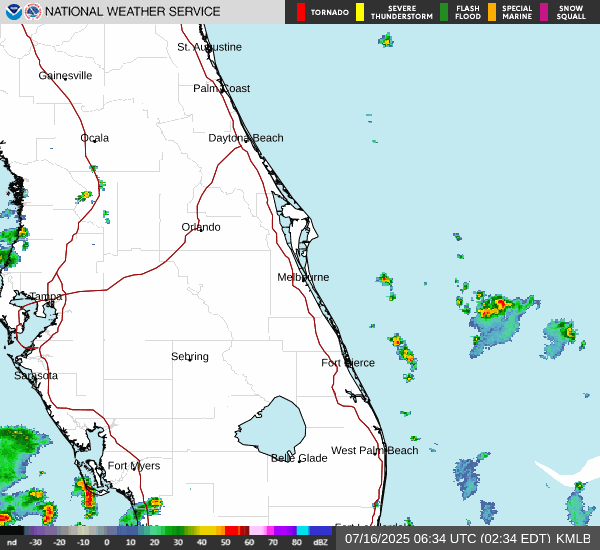 NATIONAL WEATHER SERVICE
TORNADO
SEVERE THUNDERSTORM
FLASH FLOOD
SPECIAL MARINE
SNOW SQUALL
St. Augustine
Gainesville
Palm Coast
Ocala
Daytona Beach
Orlando
Melbourne
Tampa
Sebring
Fort Pierce
Sarasota
West Palm Beach
Belle Glade
Fort Myers
nd -30 -20 -10 0 10 20 30 40 50 60 70 80 dBZ
07/16/2025 06:34 UTC (02:34 EDT) KMLB